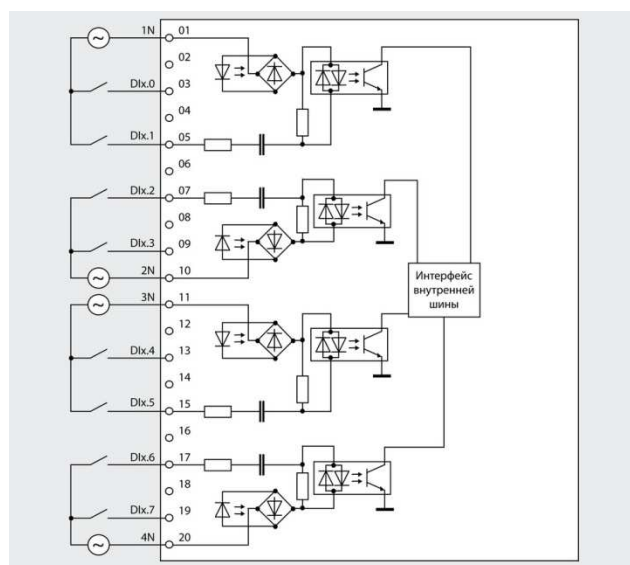 1N 01
02
DIx.0 03
04
DIx.1 05
06
DIx.2 07
08
DIx.3 09
2N 10
3N 11
12
DIx.4 13
14
DIx.5 15
16
DIx.6 17
18
DIx.7 19
4N 20
Интерфейс
внутренней
шины